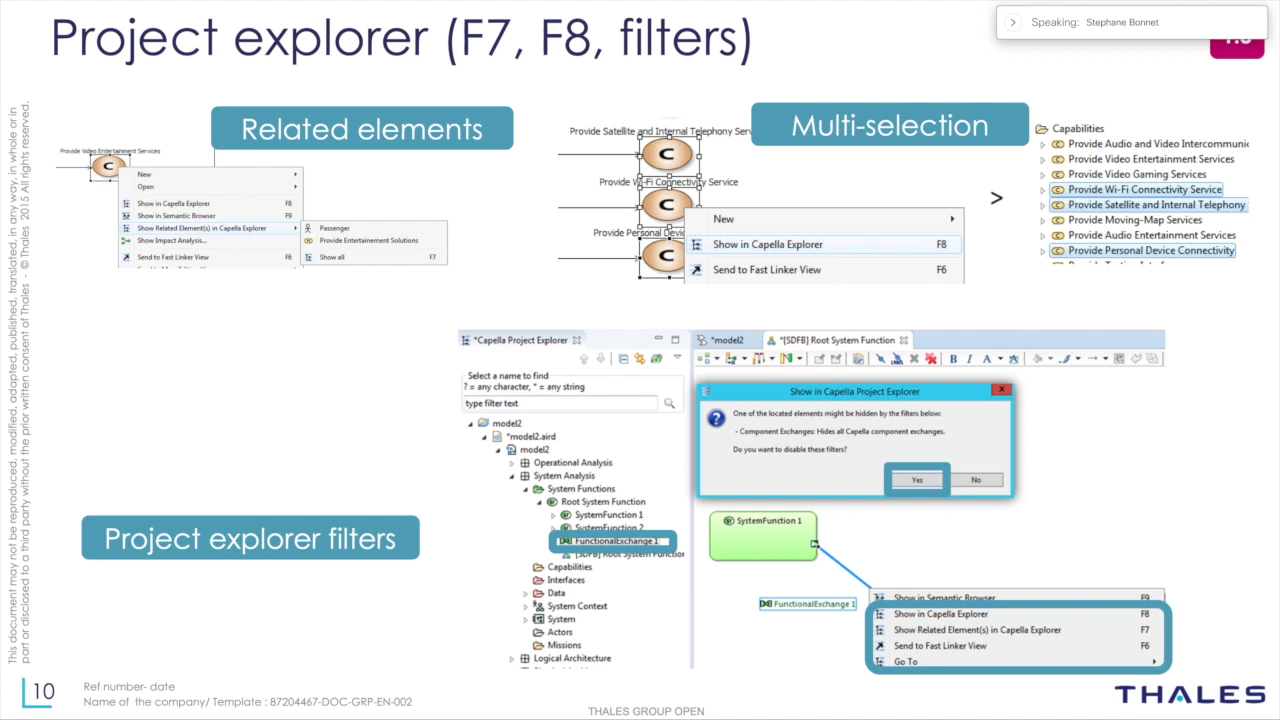 Project explorer (F7, F8, filters)
Speaking: Stephane Bonnet
Related elements
Provide Video Entertainment Services
C
New
Open
Show in Capella Explorer F8
Show in Semantic Browser F9
Show Related Element(s) in Capella Explorer
Show Impact Analysis...
Send to Fast Linker View F6
Passenger
Provide Entertainement Solutions
Show all F7
Multi-selection
Provide Satellite and Internal Telephony Serv
C
Provide Wi-Fi Connectivity Service
C
Provide Personal Devic
C
New
Show in Capella Explorer F8
Send to Fast Linker View F6
>
Capabilities
Provide Audio and Video Intercommunic
Provide Video Entertainment Services
Provide Video Gaming Services
Provide Wi-Fi Connectivity Service
Provide Satellite and Internal Telephony
Provide Moving-Map Services
Provide Audio Entertainment Services
Provide Personal Device Connectivity
Project explorer filters
*Capella Project Explorer
Select a name to find
? = any character, * = any string
type filter text
model2
*model2.aird
model2
Operational Analysis
System Analysis
System Functions
Root System Function
SystemFunction 1
SystemFunction 2
FunctionalExchange 1
[SDFB] Root System Function
Capabilities
Interfaces
Data
System Context
System
Actors
Missions
Logical Architecture
*model2
*[SDFB] Root System Function
B I A
Show in Capella Project Explorer
One of the located elements might be hidden by the filters below:
- Component Exchanges: Hides all Capella component exchanges.
Do you want to disable these filters?
Yes No
SystemFunction 1
FunctionalExchange 1
Show in Semantic Browser F9
Show in Capella Explorer F8
Show Related Element(s) in Capella Explorer F7
Send to Fast Linker View F6
Go To
This document may not be reproduced, modified, adapted, published, translated, in any way, in whole or in
part or disclosed to a third party without the prior written consent of Thales - © Thales 2015 All rights reserved.
10
Ref number- date
Name of the company/ Template : 87204467-DOC-GRP-EN-002
THALES GROUP OPEN
THALES